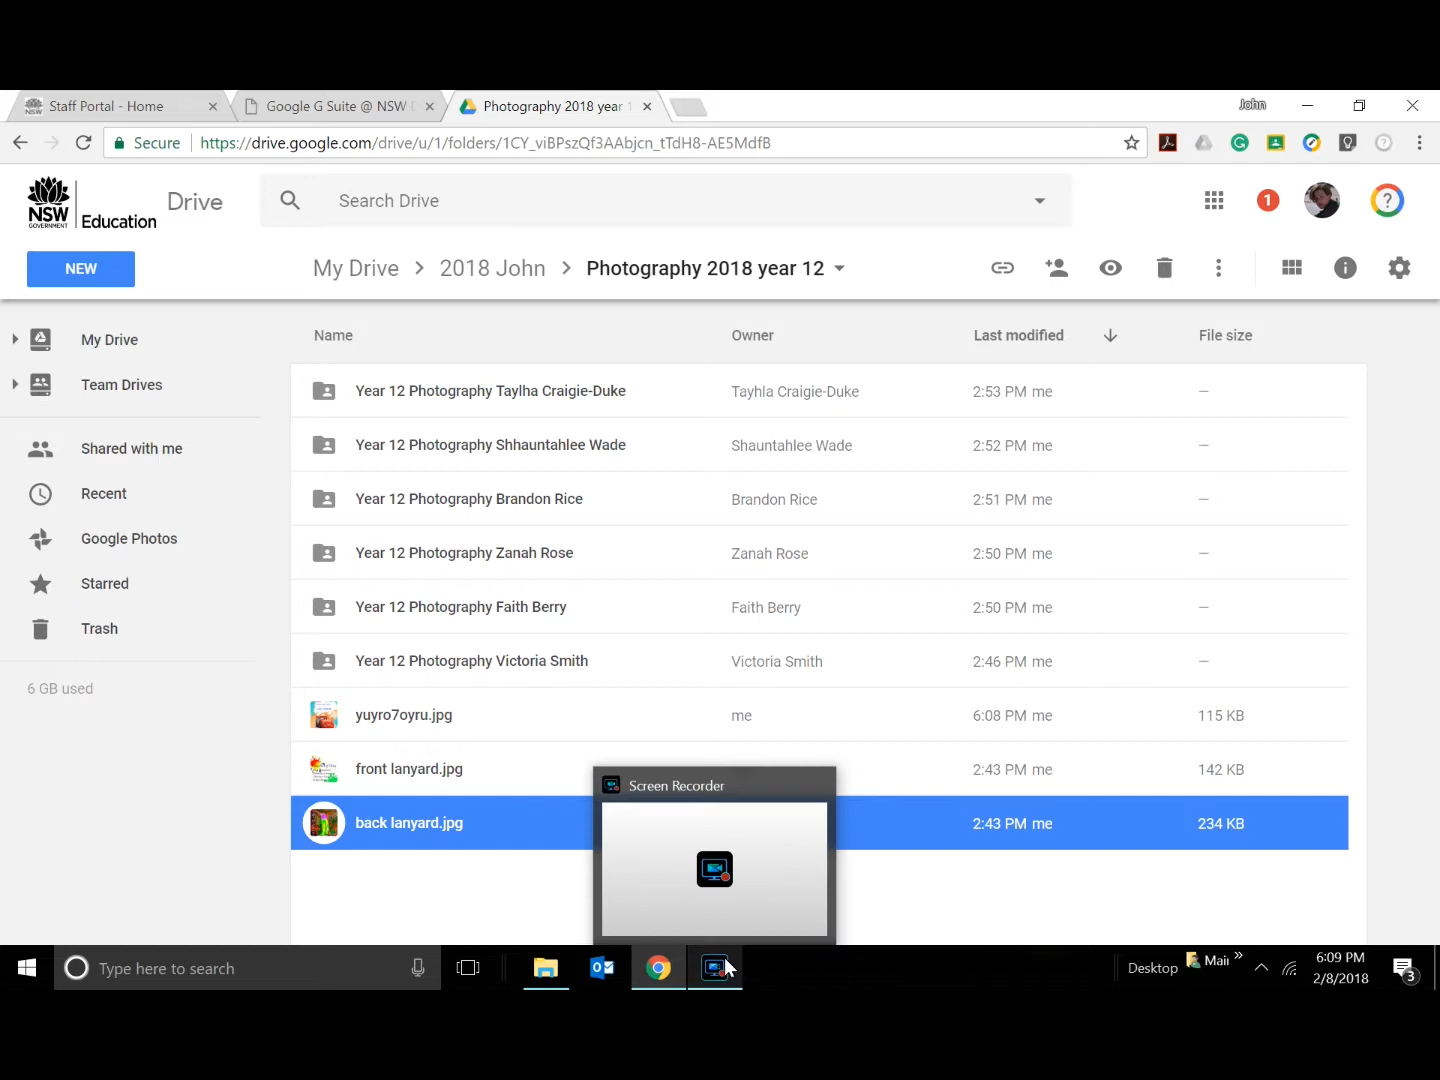 Staff Portal - Home
Google G Suite @ NSW
Photography 2018 year 1
John
Secure
https://drive.google.com/drive/u/1/folders/1CY_viBPszQf3AAbjcn_tTdH8-AE5MdfB
NSW
GOVERNMENT
Education
Drive
Search Drive
1
NEW
My Drive > 2018 John > Photography 2018 year 12
My Drive
Team Drives
Shared with me
Recent
Google Photos
Starred
Trash
6 GB used
Name Owner Last modified File size
Year 12 Photography Taylha Craigie-Duke Tayhla Craigie-Duke 2:53 PM me –
Year 12 Photography Shhauntahlee Wade Shauntahlee Wade 2:52 PM me –
Year 12 Photography Brandon Rice Brandon Rice 2:51 PM me –
Year 12 Photography Zanah Rose Zanah Rose 2:50 PM me –
Year 12 Photography Faith Berry Faith Berry 2:50 PM me –
Year 12 Photography Victoria Smith Victoria Smith 2:46 PM me –
yuyro7oyru.jpg me 6:08 PM me 115 KB
front lanyard.jpg 2:43 PM me 142 KB
back lanyard.jpg 2:43 PM me 234 KB
Screen Recorder
Type here to search
Desktop
Mail
6:09 PM
2/8/2018
3